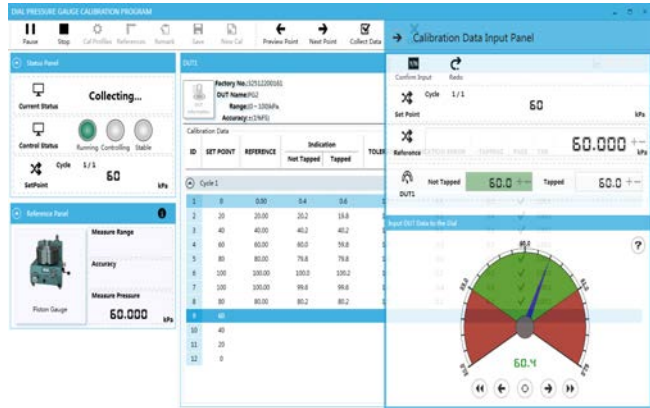 DIAL PRESSURE GAUGE CALIBRATION PROGRAM
Pause Stop Cal Profiles References Remark Save New Cal Preview Point Next Point Collect Data
Status Panel
Current Status
Collecting...
Control Status
Running Controlling Stable
SetPoint
Cycle 1/1
60
kPa
Reference Panel
Piston Gauge
Measure Range
Accuracy
Measure Pressure
60.000 kPa
DUT1
Factory No.:32512200161
DUT Name:PG2
Range:(0~100)kPa
Accuracy:±(1%FS)
Calibration Data
ID SET POINT REFERENCE Indication
Not Tapped Tapped
Cycle 1
1 0 0.00 0.4 0.6
2 20 20.00 20.2 19.8
3 40 40.00 40.2 40.2
4 60 60.00 60.0 59.8
5 80 80.00 79.8 79.8
6 100 100.00 100.0 100.2
7 100 100.00 99.6 99.8
8 80 80.00 80.2 80.2
9 60
10 40
11 20
12 0
Calibration Data Input Panel
Confirm Input Redo
Set Point
Cycle 1/1
60
kPa
Reference
60.000
kPa
DUT1
Not Tapped 60.0 Tapped 60.0
Input DUT Data to the Dial
60.0
60.4